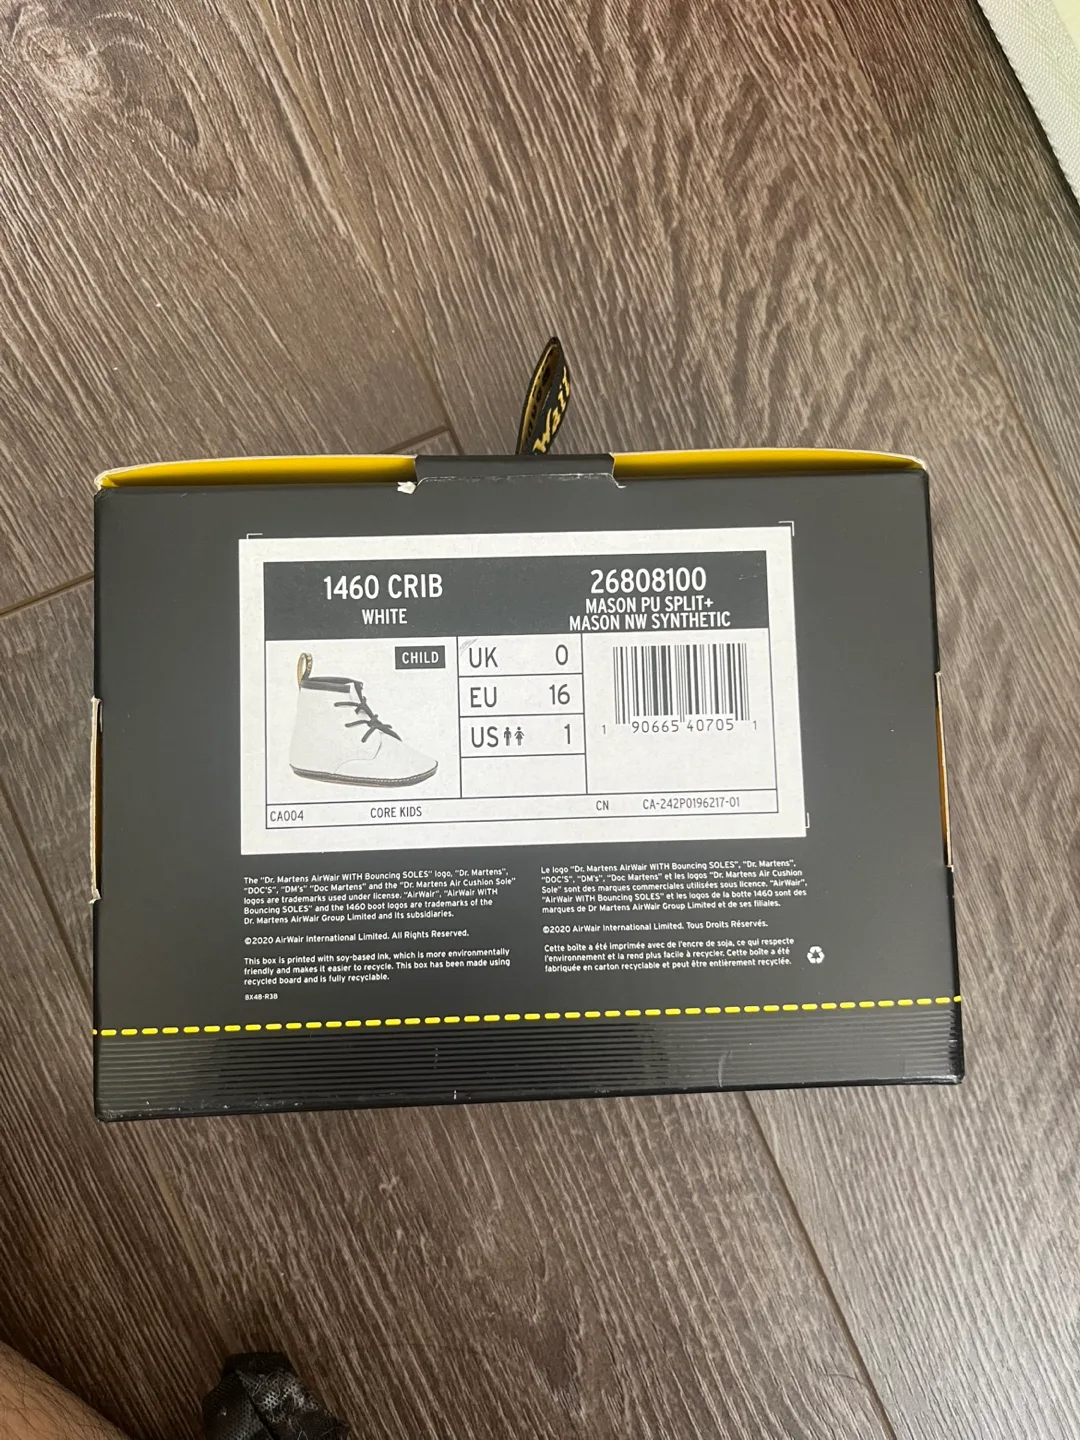 Wair
1460 CRIB
WHITE
26808100
MASON PU SPLIT+
MASON NW SYNTHETIC
CHILD
UK 0
EU 16
US 1
1 90665 40705 1
CA004 CORE KIDS CN CA-242P0196217-01
The "Dr. Martens AirWair WITH Bouncing SOLES" logo, "Dr. Martens",
"DOC'S", "DM's" "Doc Martens" and the "Dr. Martens Air Cushion Sole"
logos are trademarks used under license. "AirWair", "AirWair WITH
Bouncing SOLES" and the 1460 boot logos are trademarks of the
Dr. Martens AirWair Group Limited and its subsidiaries.
©2020 AirWair International Limited. All Rights Reserved.
This box is printed with soy-based ink, which is more environmentally
friendly and makes it easier to recycle. This box has been made using
recycled board and is fully recyclable.
BX48-R3B
Le logo "Dr. Martens AirWair WITH Bouncing SOLES", "Dr. Martens",
"DOC'S", "DM's", "Doc Martens" et les logos "Dr. Martens Air Cushion
Sole" sont des marques commerciales utilisées sous licence. "AirWair",
"AirWair WITH Bouncing SOLES" et les logos de la botte 1460 sont des
marques de Dr Martens AirWair Group Limited et de ses filiales.
©2020 AirWair International Limited. Tous Droits Réservés.
Cette boîte a été imprimée avec de l'encre de soja, ce qui respecte
l'environnement et la rend plus facile à recycler. Cette boîte a été
fabriquée en carton recyclable et peut être entièrement recyclée.